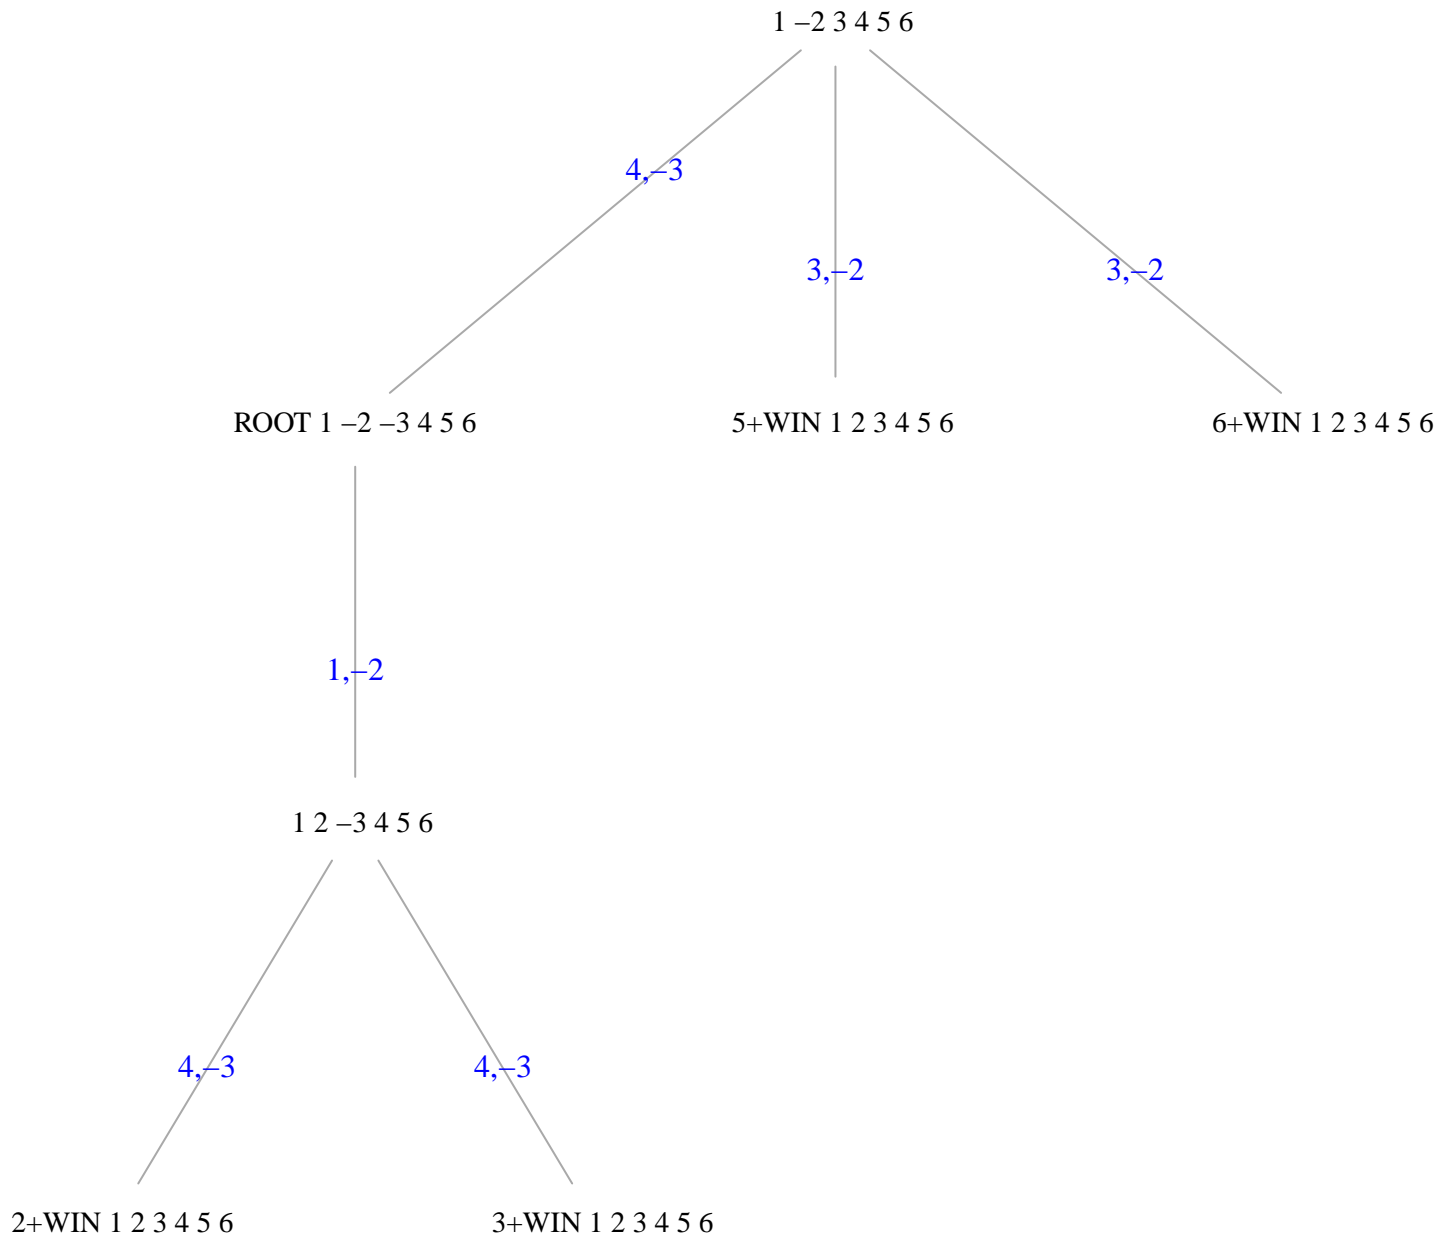 1 –2 3 4 5 6
4,–3
3,–2
3,–2
ROOT 1 –2 –3 4 5 6
5+WIN 1 2 3 4 5 6
6+WIN 1 2 3 4 5 6
1,–2
1 2 –3 4 5 6
4,–3
4,–3
2+WIN 1 2 3 4 5 6
3+WIN 1 2 3 4 5 6